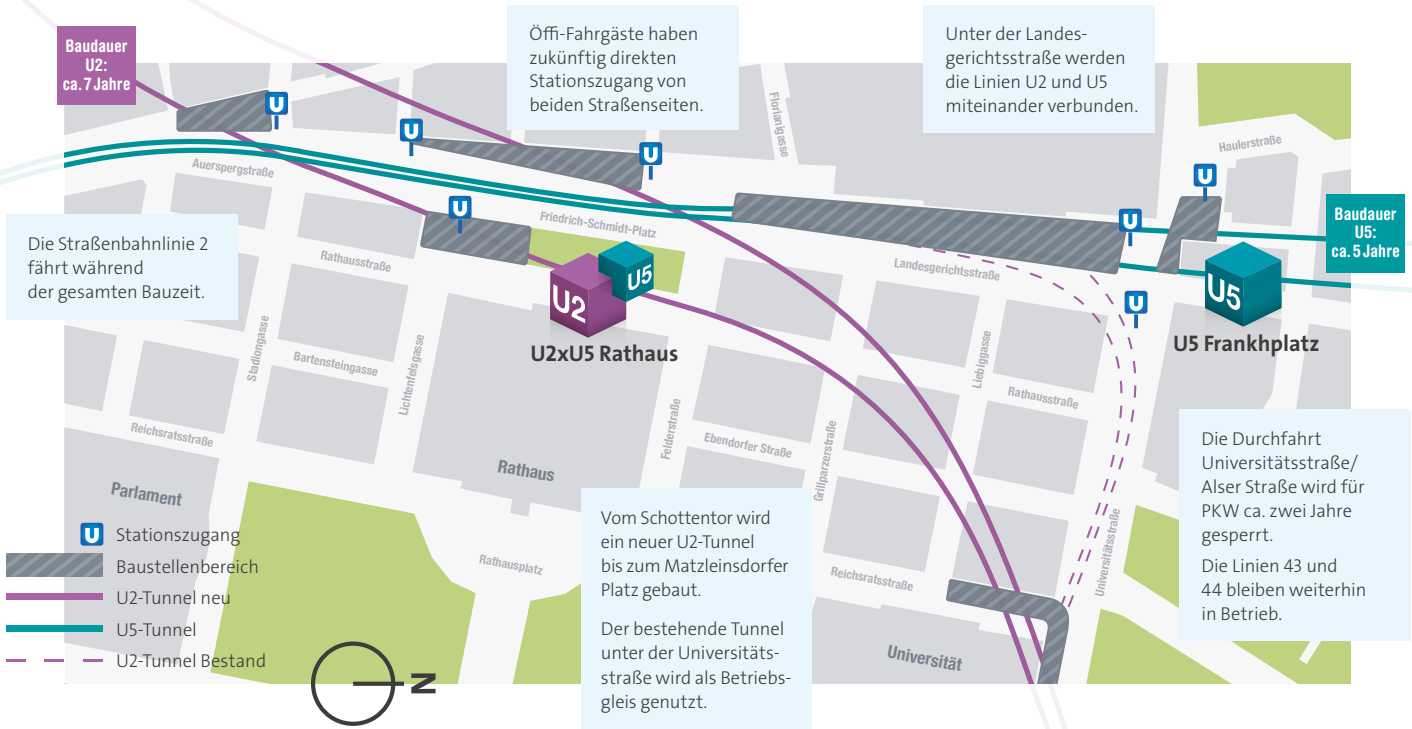 Baudauer
U2:
ca. 7 Jahre
Öffi-Fahrgäste haben
zukünftig direkten
Stationszugang von
beiden Straßenseiten.
Unter der Landes-
gerichtsstraße werden
die Linien U2 und U5
miteinander verbunden.
U
U
U
U
U
U
U
Florianigasse
Haulerstraße
Auerspergstraße
Friedrich-Schmidt-Platz
Baudauer
U5:
ca. 5 Jahre
Die Straßenbahnlinie 2
fährt während
der gesamten Bauzeit.
Rathausstraße
Landesgerichtsstraße
U2
U5
U2xU5 Rathaus
U5
U5 Frankhplatz
Stadiongasse
Bartensteingasse
Lichtenfelsgasse
Liebiggasse
Rathausstraße
Reichsratsstraße
Felderstraße
Ebendorfer Straße
Grillparzerstraße
Rathaus
Parlament
Die Durchfahrt
Universitätsstraße/
Alser Straße wird für
PKW ca. zwei Jahre
gesperrt.
Die Linien 43 und
44 bleiben weiterhin
in Betrieb.
Vom Schottentor wird
ein neuer U2-Tunnel
bis zum Matzleinsdorfer
Platz gebaut.
Der bestehende Tunnel
unter der Universitäts-
straße wird als Betriebs-
gleis genutzt.
Rathausplatz
Reichsratsstraße
Universitätsstraße
Universität
U Stationszugang
Baustellenbereich
U2-Tunnel neu
U5-Tunnel
U2-Tunnel Bestand
N